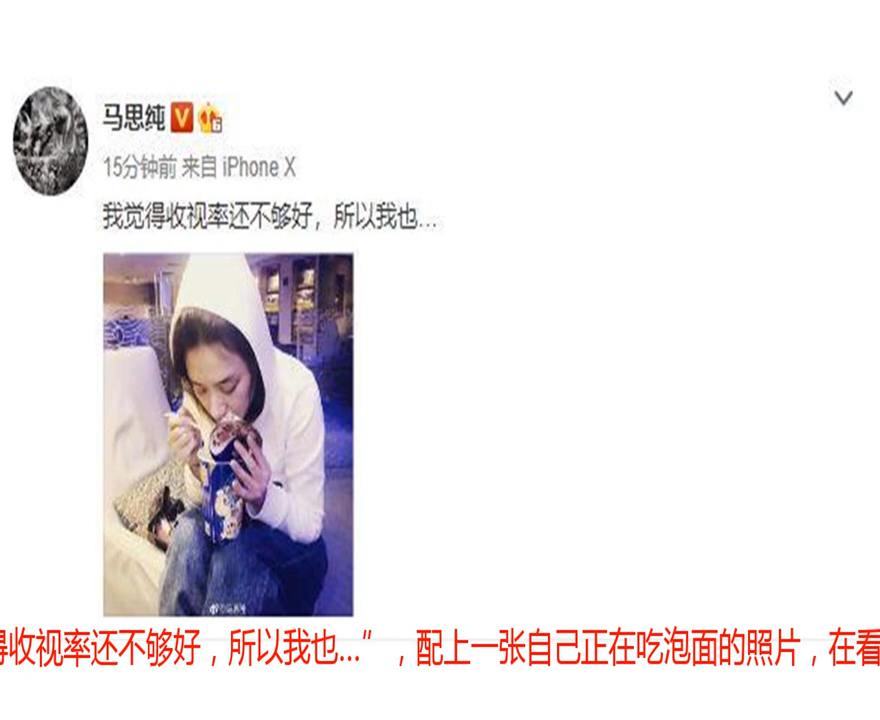 马思纯
15分钟前 来自 iPhone X
我觉得收视率还不够好，所以我也...
得收视率还不够好，所以我也...”，配上一张自己正在吃泡面的照片，在看